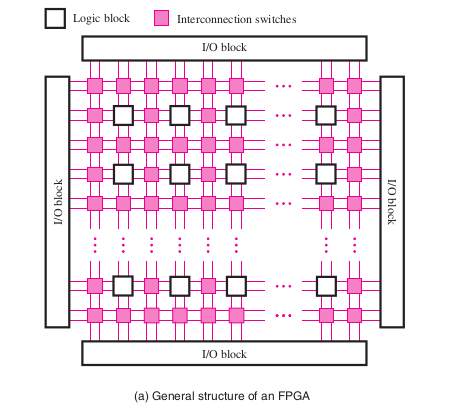 Logic block
Interconnection switches
I/O block
I/O block
I/O block
I/O block
(a) General structure of an FPGA